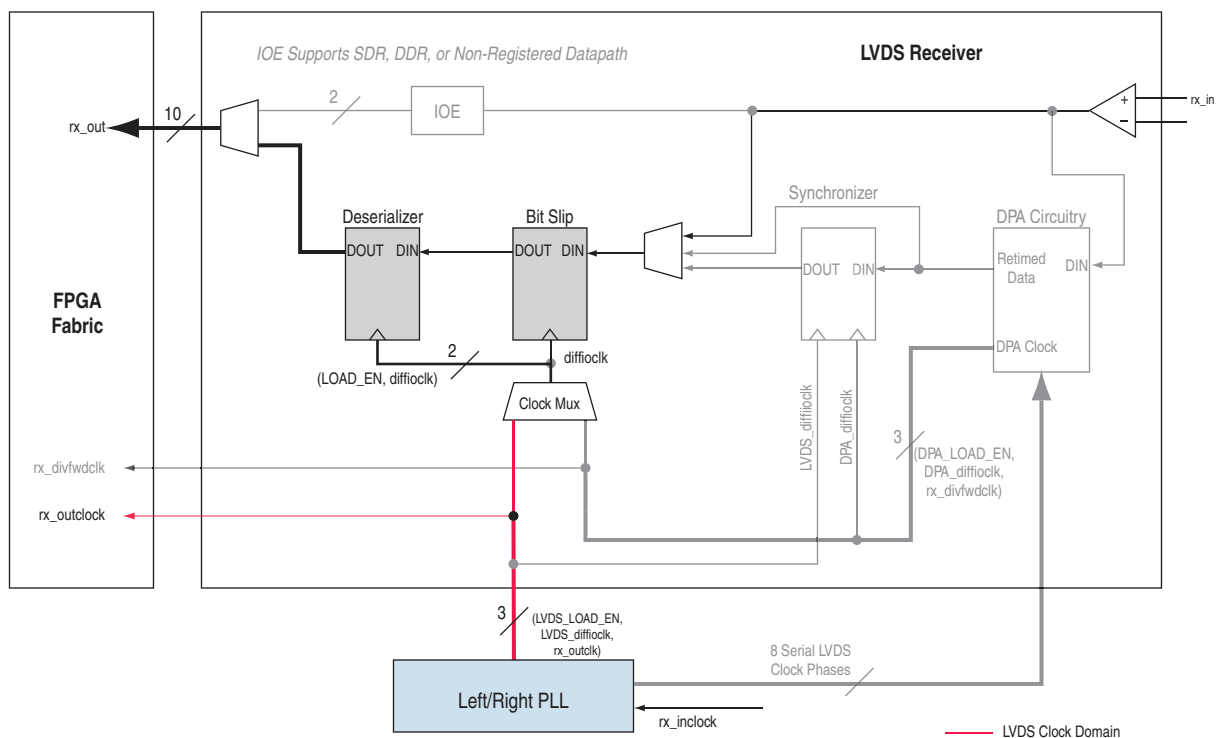 IOE Supports SDR, DDR, or Non-Registered Datapath
LVDS Receiver
2
IOE
+
–
rx_in
10
rx_out
Synchronizer
Deserializer
Bit Slip
DPA Circuitry
DOUT DIN
DOUT DIN
DOUT DIN
Retimed
Data
DIN
FPGA
Fabric
2
diffioclk
(LOAD_EN, diffioclk)
DPA Clock
Clock Mux
LVDS_diffiioclk
DPA_diffioclk
3
(DPA_LOAD_EN,
DPA_diffioclk,
rx_divfwdclk)
rx_divfwdclk
rx_outclock
3
(LVDS_LOAD_EN,
LVDS_diffioclk,
rx_outclk)
8 Serial LVDS
Clock Phases
Left/Right PLL
rx_inclock
LVDS Clock Domain